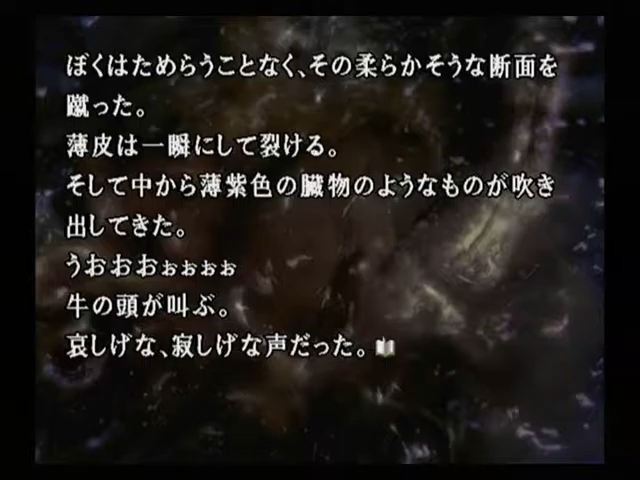 ぼくはためらうことなく、その柔らかそうな断面を
蹴った。
薄皮は一瞬にして裂ける。
そして中から薄紫色の臓物のようなものが吹き
出してきた。
うおおおぉぉぉぉ
牛の頭が叫ぶ。
哀しげな、寂しげな声だった。